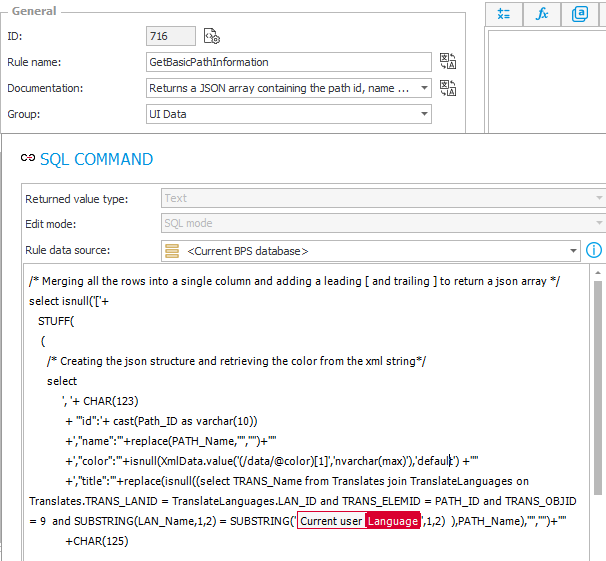 General
ID: 716
Rule name: GetBasicPathInformation
Documentation: Returns a JSON array containing the path id, name ...
Group: UI Data
SQL COMMAND
Returned value type: Text
Edit mode: SQL mode
Rule data source: <Current BPS database>
/* Merging all the rows into a single column and adding a leading [ and trailing ] to return a json array */
select isnull('['+
STUFF(
(
/* Creating the json structure and retrieving the color from the xml string*/
select
', '+ CHAR(123)
+ '"id":'+ cast(Path_ID as varchar(10))
+',"name":"'+replace(PATH_Name,'"','')+'"'
+',"color":"'+isnull(XmlData.value('(/data/@color)[1]','nvarchar(max)'),'default') +'"'
+',"title":"'+replace(isnull((select TRANS_Name from Translates join TranslateLanguages on
Translates.TRANS_LANID = TranslateLanguages.LAN_ID and TRANS_ELEMID = PATH_ID and TRANS_OBJID
= 9 and SUBSTRING(LAN_Name,1,2) = SUBSTRING('Current user Language',1,2) ),PATH_Name),'"','')+'"'
+CHAR(125)